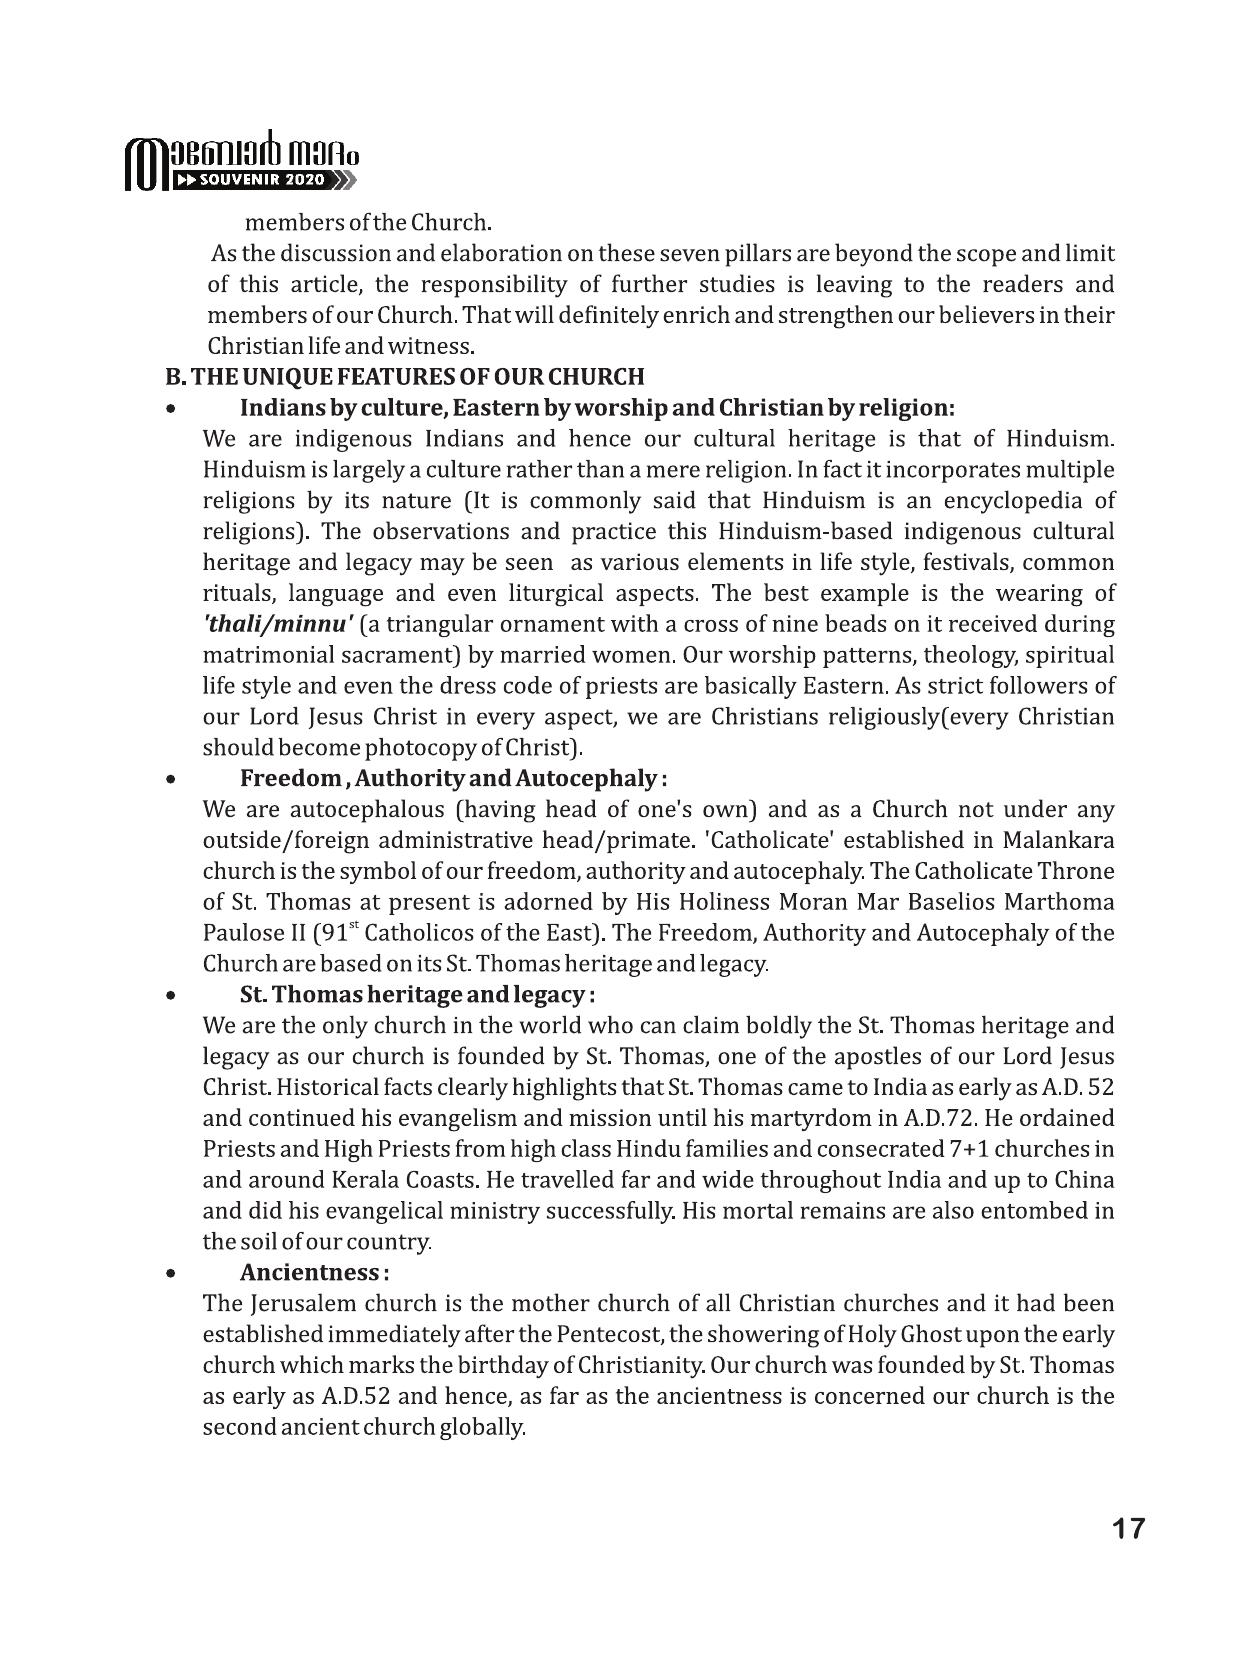 SOUVENIR 2020
members of the Church.
As the discussion and elaboration on these seven pillars are beyond the scope and limit
of this article, the responsibility of further studies is leaving to the readers and
members of our Church. That will definitely enrich and strengthen our believers in their
Christian life and witness.
B. THE UNIQUE FEATURES OF OUR CHURCH
• Indians by culture, Eastern by worship and Christian by religion:
We are indigenous Indians and hence our cultural heritage is that of Hinduism.
Hinduism is largely a culture rather than a mere religion. In fact it incorporates multiple
religions by its nature (It is commonly said that Hinduism is an encyclopedia of
religions). The observations and practice this Hinduism-based indigenous cultural
heritage and legacy may be seen as various elements in life style, festivals, common
rituals, language and even liturgical aspects. The best example is the wearing of
'thali/minnu' (a triangular ornament with a cross of nine beads on it received during
matrimonial sacrament) by married women. Our worship patterns, theology, spiritual
life style and even the dress code of priests are basically Eastern. As strict followers of
our Lord Jesus Christ in every aspect, we are Christians religiously(every Christian
should become photocopy of Christ).
• Freedom , Authority and Autocephaly :
We are autocephalous (having head of one's own) and as a Church not under any
outside/foreign administrative head/primate. 'Catholicate' established in Malankara
church is the symbol of our freedom, authority and autocephaly. The Catholicate Throne
of St. Thomas at present is adorned by His Holiness Moran Mar Baselios Marthoma
Paulose II (91st Catholicos of the East). The Freedom, Authority and Autocephaly of the
Church are based on its St. Thomas heritage and legacy.
• St. Thomas heritage and legacy :
We are the only church in the world who can claim boldly the St. Thomas heritage and
legacy as our church is founded by St. Thomas, one of the apostles of our Lord Jesus
Christ. Historical facts clearly highlights that St. Thomas came to India as early as A.D. 52
and continued his evangelism and mission until his martyrdom in A.D.72. He ordained
Priests and High Priests from high class Hindu families and consecrated 7+1 churches in
and around Kerala Coasts. He travelled far and wide throughout India and up to China
and did his evangelical ministry successfully. His mortal remains are also entombed in
the soil of our country.
• Ancientness :
The Jerusalem church is the mother church of all Christian churches and it had been
established immediately after the Pentecost, the showering of Holy Ghost upon the early
church which marks the birthday of Christianity. Our church was founded by St. Thomas
as early as A.D.52 and hence, as far as the ancientness is concerned our church is the
second ancient church globally.
17